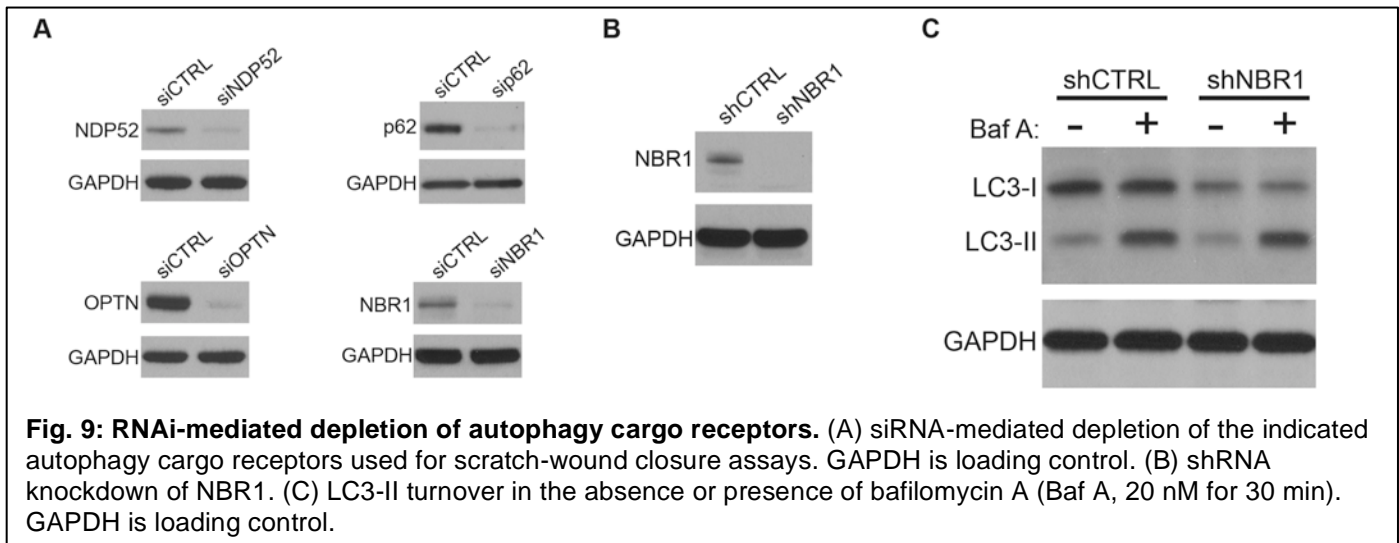 A
siCTRL siNDP52
NDP52
GAPDH
siCTRL sip62
p62
GAPDH
siCTRL siOPTN
OPTN
GAPDH
siCTRL siNBR1
NBR1
GAPDH
B
shCTRL shNBR1
NBR1
GAPDH
C
shCTRL shNBR1
Baf A: - + - +
LC3-I
LC3-II
GAPDH
Fig. 9: RNAi-mediated depletion of autophagy cargo receptors. (A) siRNA-mediated depletion of the indicated
autophagy cargo receptors used for scratch-wound closure assays. GAPDH is loading control. (B) shRNA
knockdown of NBR1. (C) LC3-II turnover in the absence or presence of bafilomycin A (Baf A, 20 nM for 30 min).
GAPDH is loading control.